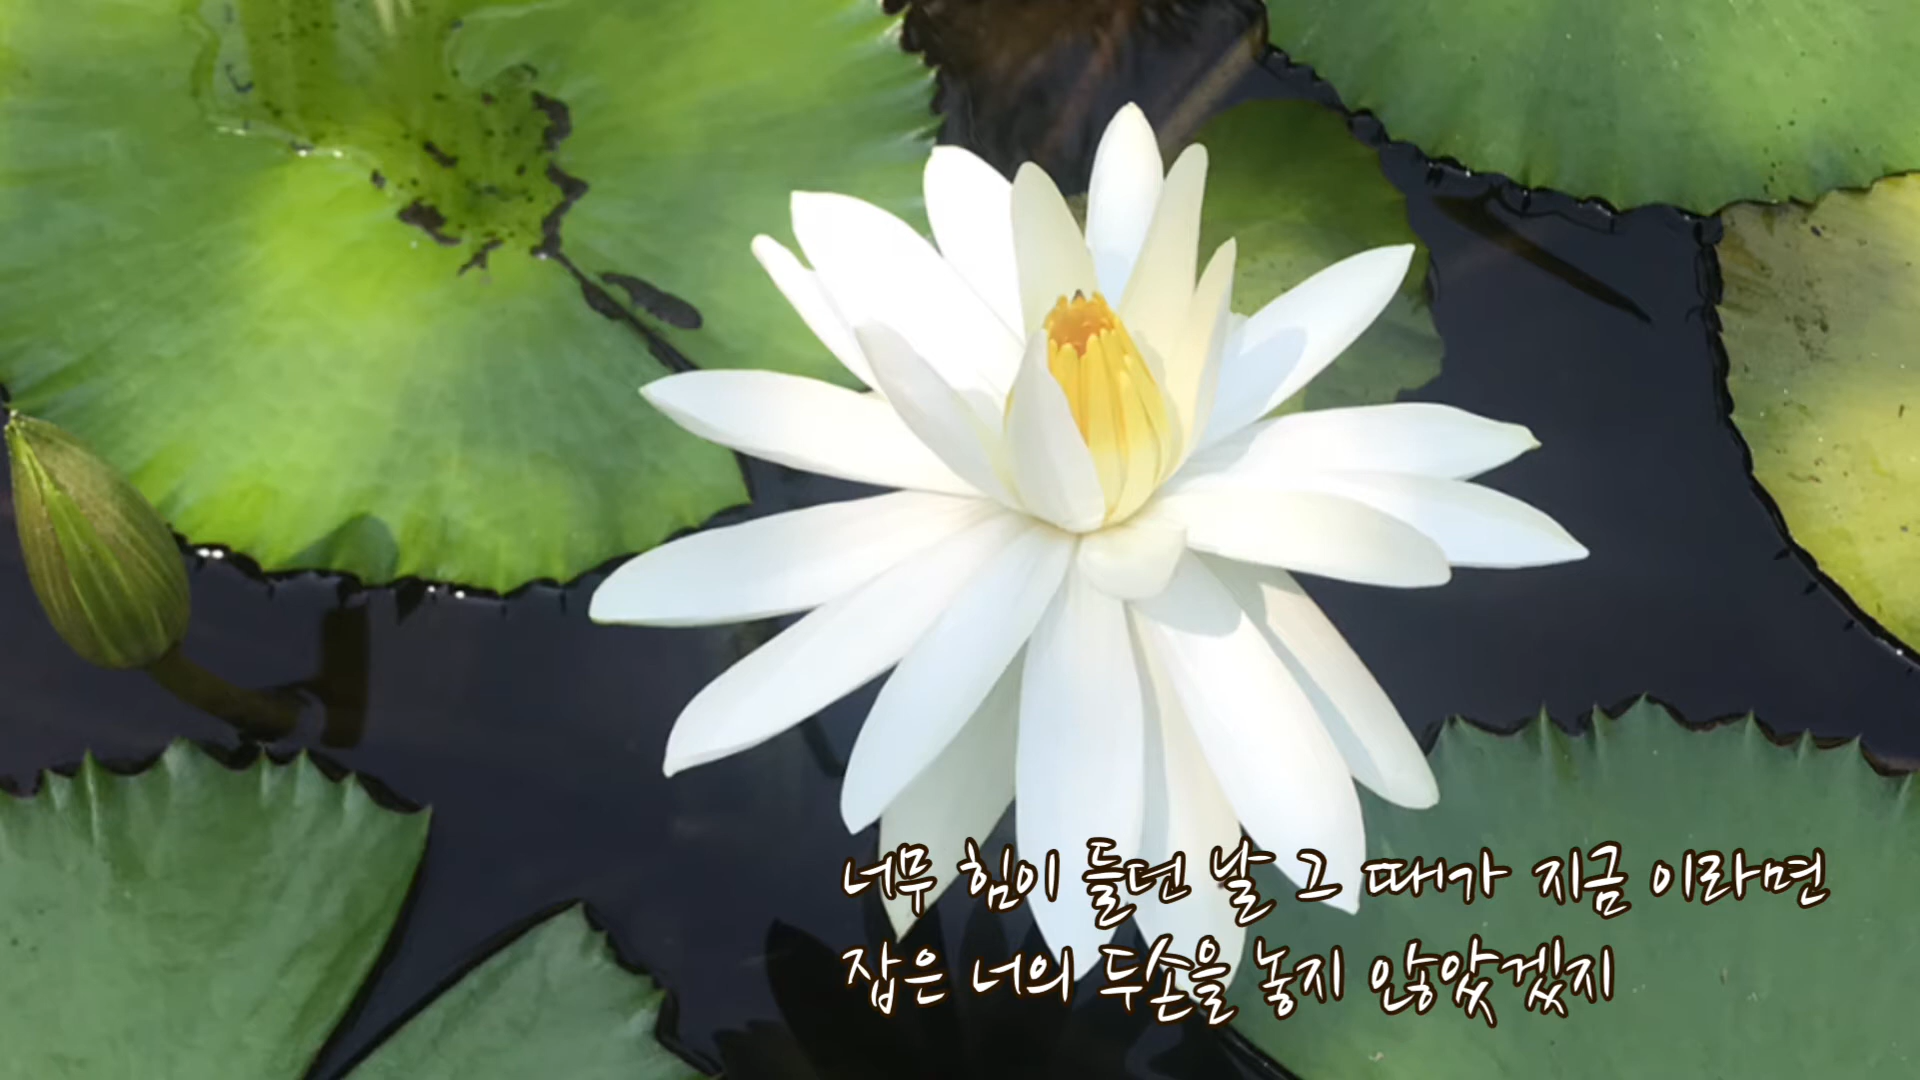 너무 힘이 들던 날 그 때가 지금 이라면
잡은 너의 두손을 놓지 않았겠지